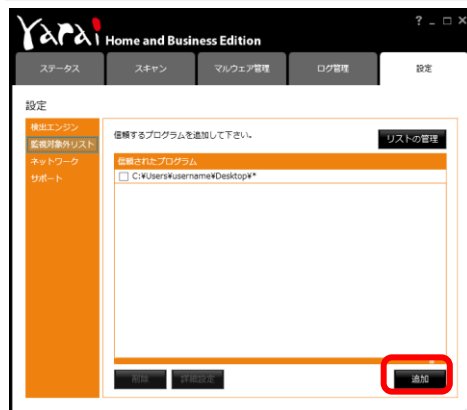 Yarai Home and Business Edition
? _ □ ×
ステータス スキャン マルウェア管理 ログ管理 設定
設定
検出エンジン
監視対象外リスト
ネットワーク
サポート
信頼するプログラムを追加して下さい。
リストの管理
信頼されたプログラム
C:¥Users¥username¥Desktop¥*
削除 詳細設定 追加